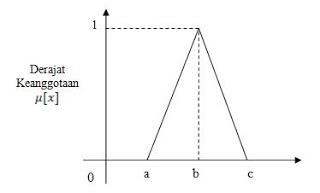 1
Derajat
Keanggotaan
μ[x]
0 a b c